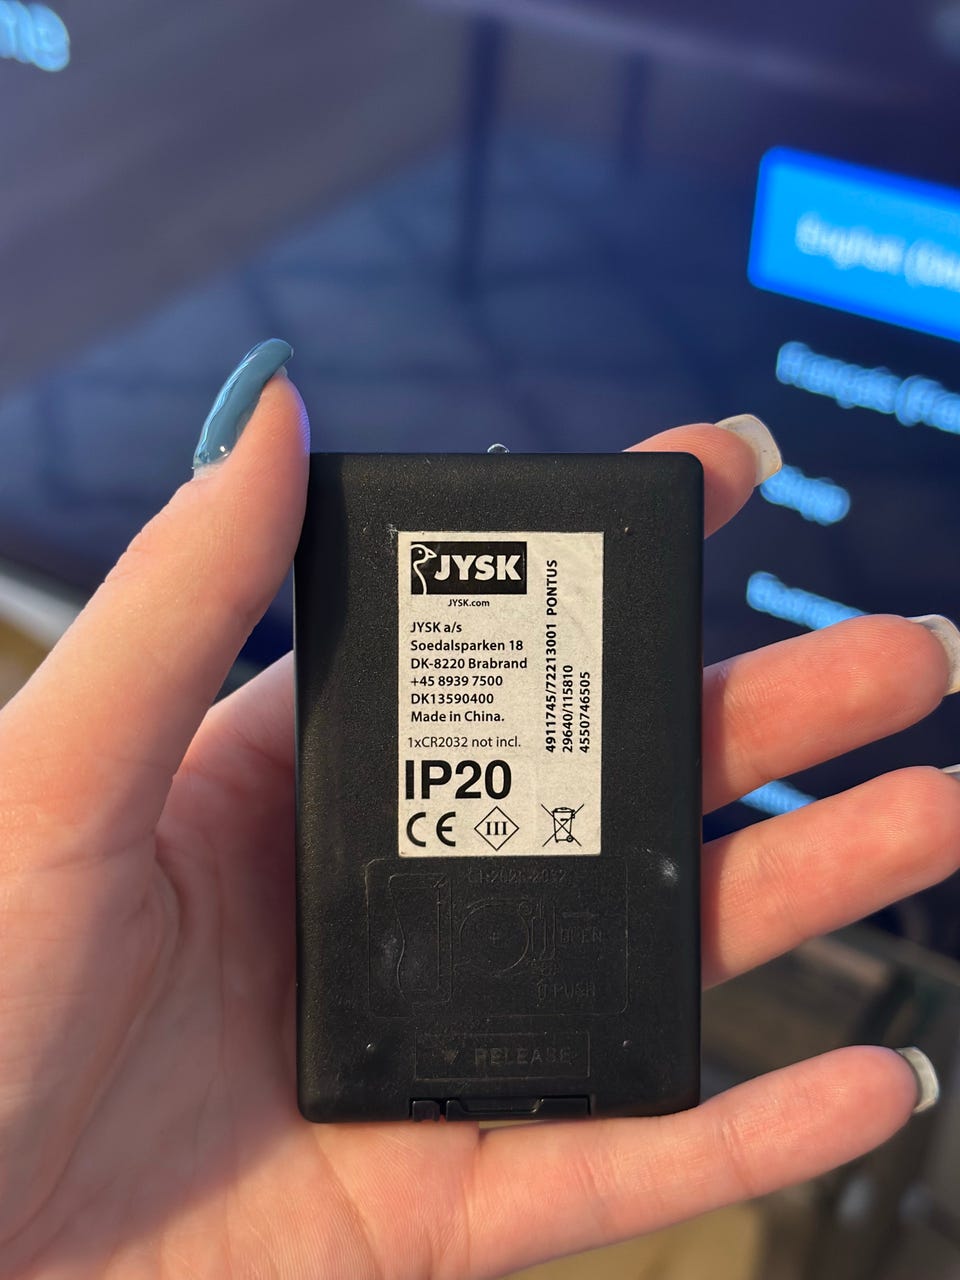 JYSK
JYSK.com
JYSK a/s
Soedalsparken 18
DK-8220 Brabrand
+45 8939 7500
DK13590400
Made in China.
1xCR2032 not incl.
IP20
CE
III
4911745/72213001 PONTUS
29640/115810
4550746505
OPEN
PUSH
RELEASE
English